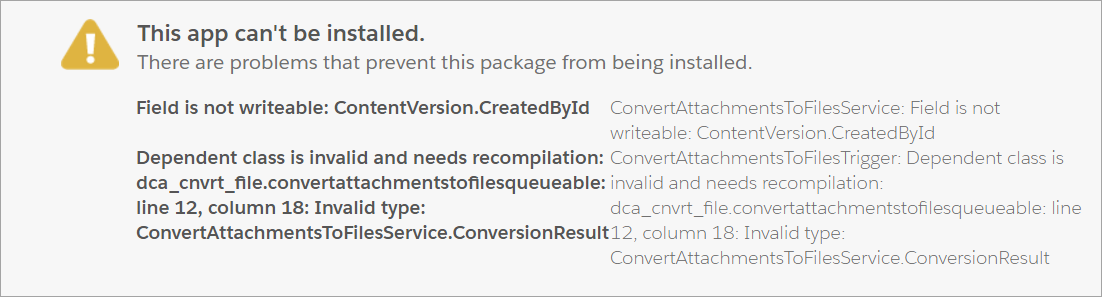 This app can't be installed.
There are problems that prevent this package from being installed.
Field is not writeable: ContentVersion.CreatedById
ConvertAttachmentsToFilesService: Field is not
writeable: ContentVersion.CreatedById
Dependent class is invalid and needs recompilation:
dca_cnvrt_file.convertattachmentstofilesqueueable:
line 12, column 18: Invalid type:
ConvertAttachmentsToFilesService.ConversionResult
ConvertAttachmentsToFilesTrigger: Dependent class is
invalid and needs recompilation:
dca_cnvrt_file.convertattachmentstofilesqueueable: line
12, column 18: Invalid type:
ConvertAttachmentsToFilesService.ConversionResult